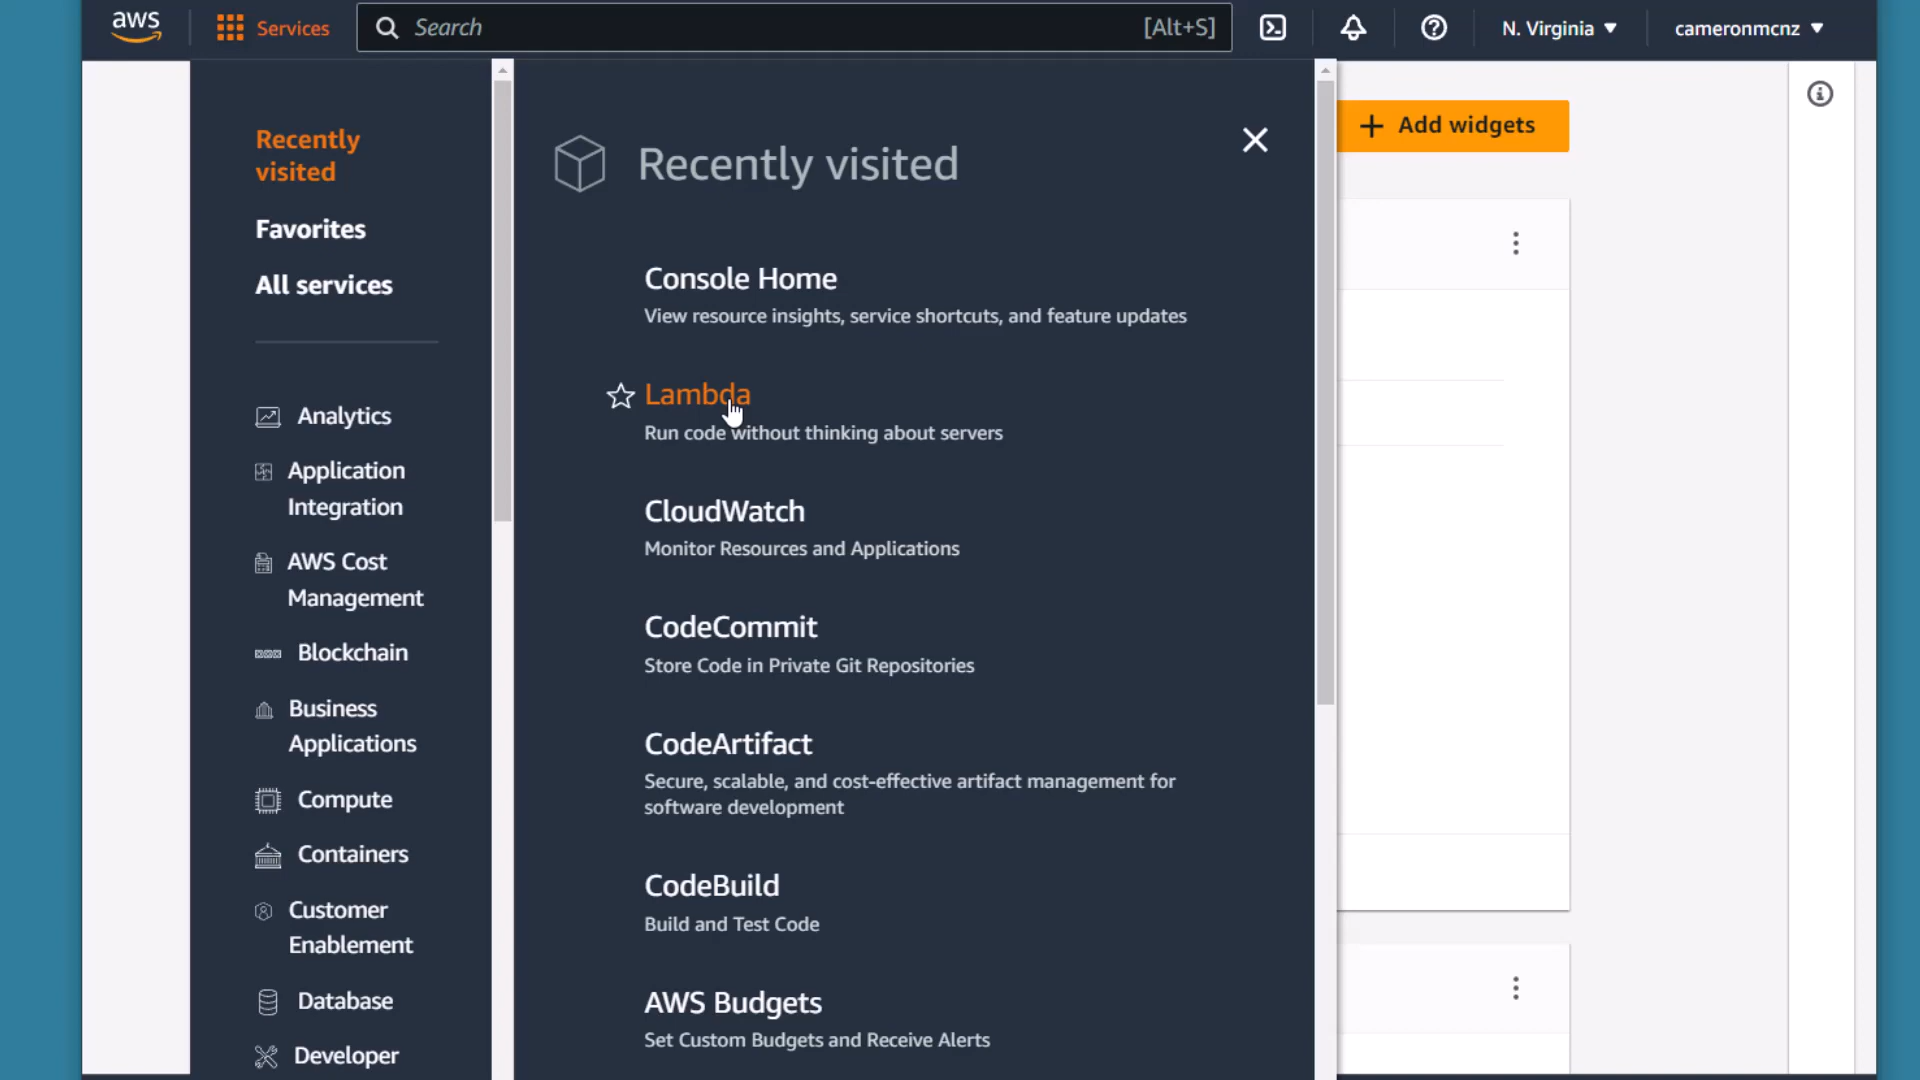 aws
Services
Search
[Alt+S]
N. Virginia
cameronmcnz
Recently
visited
Favorites
All services
Analytics
Application
Integration
AWS Cost
Management
Blockchain
Business
Applications
Compute
Containers
Customer
Enablement
Database
Developer
Recently visited
Console Home
View resource insights, service shortcuts, and feature updates
Lambda
Run code without thinking about servers
CloudWatch
Monitor Resources and Applications
CodeCommit
Store Code in Private Git Repositories
CodeArtifact
Secure, scalable, and cost-effective artifact management for
software development
CodeBuild
Build and Test Code
AWS Budgets
Set Custom Budgets and Receive Alerts
Add widgets